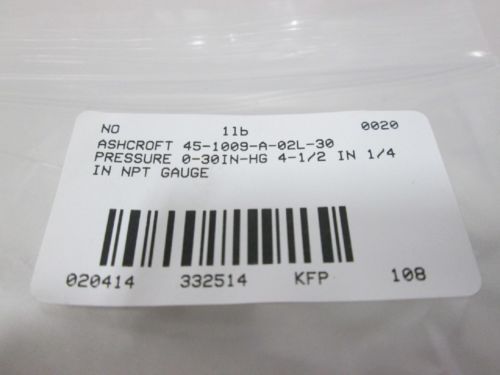 NO 1lb 0020
ASHCROFT 45-1009-A-02L-30
PRESSURE 0-30IN-HG 4-1/2 IN 1/4
IN NPT GAUGE
020414 332514 KFP 108